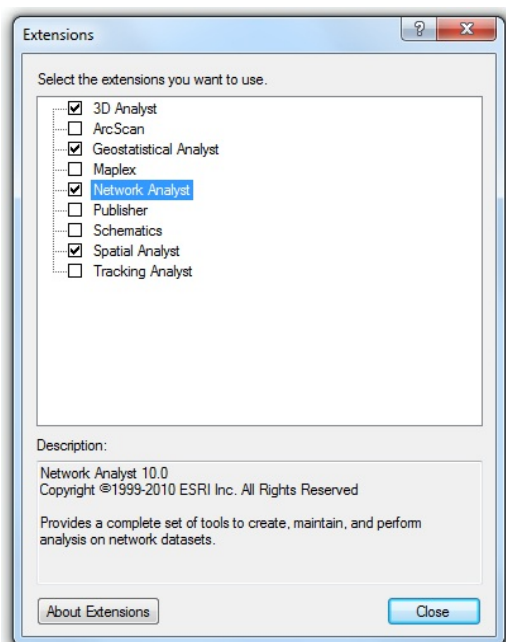 Extensions
Select the extensions you want to use.
3D Analyst
ArcScan
Geostatistical Analyst
Maplex
Network Analyst
Publisher
Schematics
Spatial Analyst
Tracking Analyst
Description:
Network Analyst 10.0
Copyright ©1999-2010 ESRI Inc. All Rights Reserved
Provides a complete set of tools to create, maintain, and perform
analysis on network datasets.
About Extensions
Close